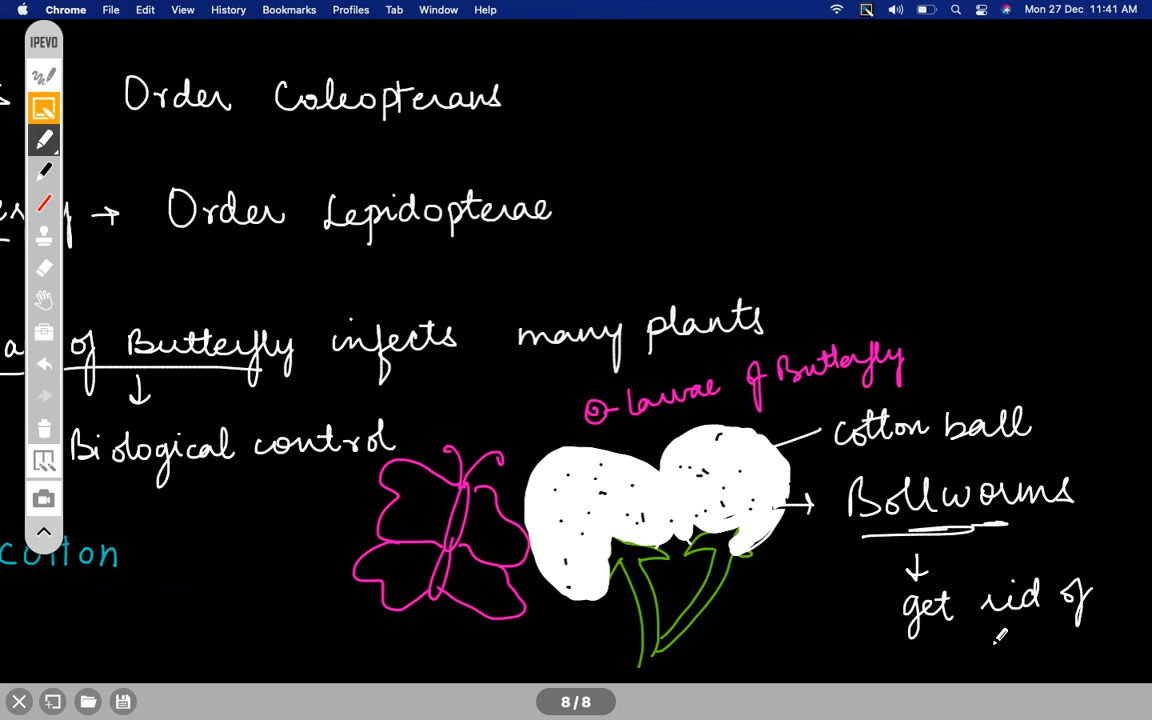 Chrome File Edit View History Bookmarks Profiles Tab Window Help Mon 27 Dec 11:41 AM
IPEVO
Order Coleopterans
→ Order Lepidopterae
of Butterfly infects many plants
larvae of Butterfly
↓
Biological control
cotton ball
→ Bollworms
cotton
↓
get rid of
8/8